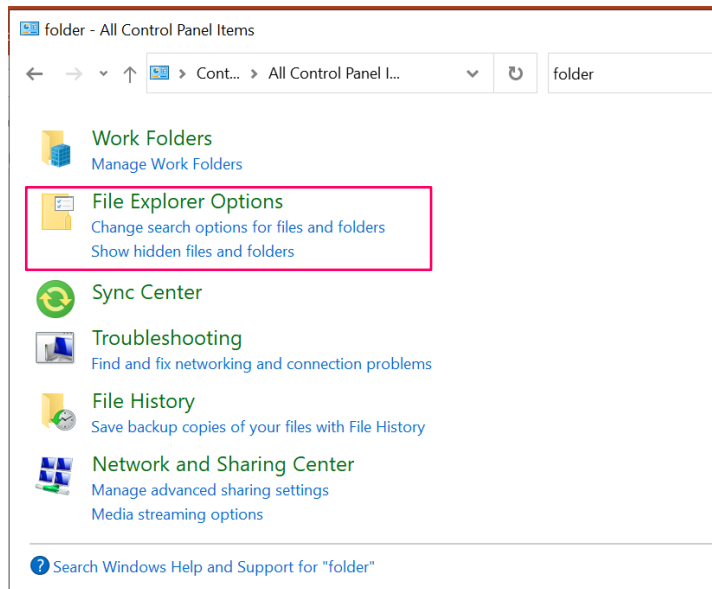 folder - All Control Panel Items
Cont... > All Control Panel I...
folder
Work Folders
Manage Work Folders
File Explorer Options
Change search options for files and folders
Show hidden files and folders
Sync Center
Troubleshooting
Find and fix networking and connection problems
File History
Save backup copies of your files with File History
Network and Sharing Center
Manage advanced sharing settings
Media streaming options
Search Windows Help and Support for "folder"